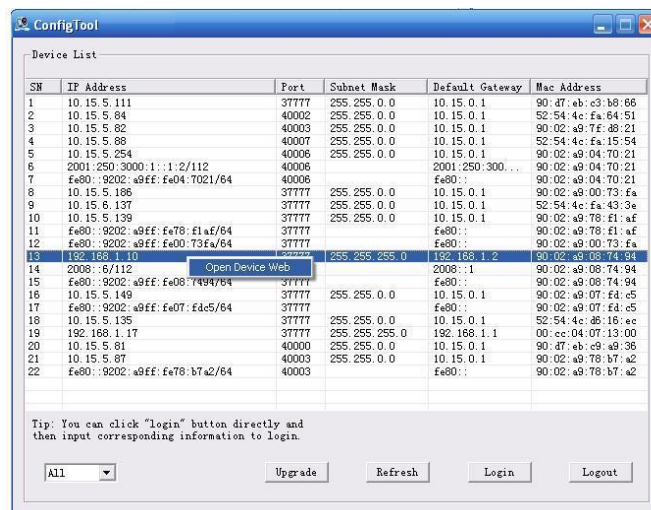 ConfigTool
Device List
SN IP Address Port Subnet Mask Default Gateway Mac Address
1 10.15.5.111 37777 255.255.0.0 10.15.0.1 90:d7:eb:c3:b8:66
2 10.15.5.84 40002 255.255.0.0 10.15.0.1 52:54:4c:fa:64:51
3 10.15.5.82 40003 255.255.0.0 10.15.0.1 90:02:a9:7f:d8:21
4 10.15.5.88 40007 255.255.0.0 10.15.0.1 52:54:4c:fa:15:54
5 10.15.5.254 40006 255.255.0.0 10.15.0.1 90:02:a9:04:70:21
6 2001:250:3000:1::1:2/112 40006 2001:250:300... 90:02:a9:04:70:21
7 fe80::9202:a9ff:fe04:7021/64 40006 fe80:: 90:02:a9:04:70:21
8 10.15.5.186 37777 255.255.0.0 10.15.0.1 90:02:a9:00:73:fa
9 10.15.6.137 37777 255.255.0.0 10.15.0.1 52:54:4c:fa:43:3e
10 10.15.5.139 37777 255.255.0.0 10.15.0.1 90:02:a9:78:f1:af
11 fe80::9202:a9ff:fe78:f1af/64 37777 fe80:: 90:02:a9:78:f1:af
12 fe80::9202:a9ff:fe00:73fa/64 37777 fe80:: 90:02:a9:00:73:fa
13 192.168.1.10 37777 255.255.255.0 192.168.1.2 90:02:a9:08:74:94
14 2008::6/112 2008::1 90:02:a9:08:74:94
Open Device Web
15 fe80::9202:a9ff:fe08:7494/64 37777 fe80:: 90:02:a9:08:74:94
16 10.15.5.149 37777 255.255.0.0 10.15.0.1 90:02:a9:07:fd:c5
17 fe80::9202:a9ff:fe07:fdc5/64 37777 fe80:: 90:02:a9:07:fd:c5
18 10.15.5.135 37777 255.255.0.0 10.15.0.1 52:54:4c:d6:16:ec
19 192.168.1.17 37777 255.255.255.0 192.168.1.1 00:ec:04:07:13:00
20 10.15.5.81 40000 255.255.0.0 10.15.0.1 90:d7:eb:c9:a9:36
21 10.15.5.87 40003 255.255.0.0 10.15.0.1 90:02:a9:78:b7:a2
22 fe80::9202:a9ff:fe78:b7a2/64 40003 fe80:: 90:02:a9:78:b7:a2
Tip: You can click "login" button directly and
then input corresponding information to login.
All Upgrade Refresh Login Logout